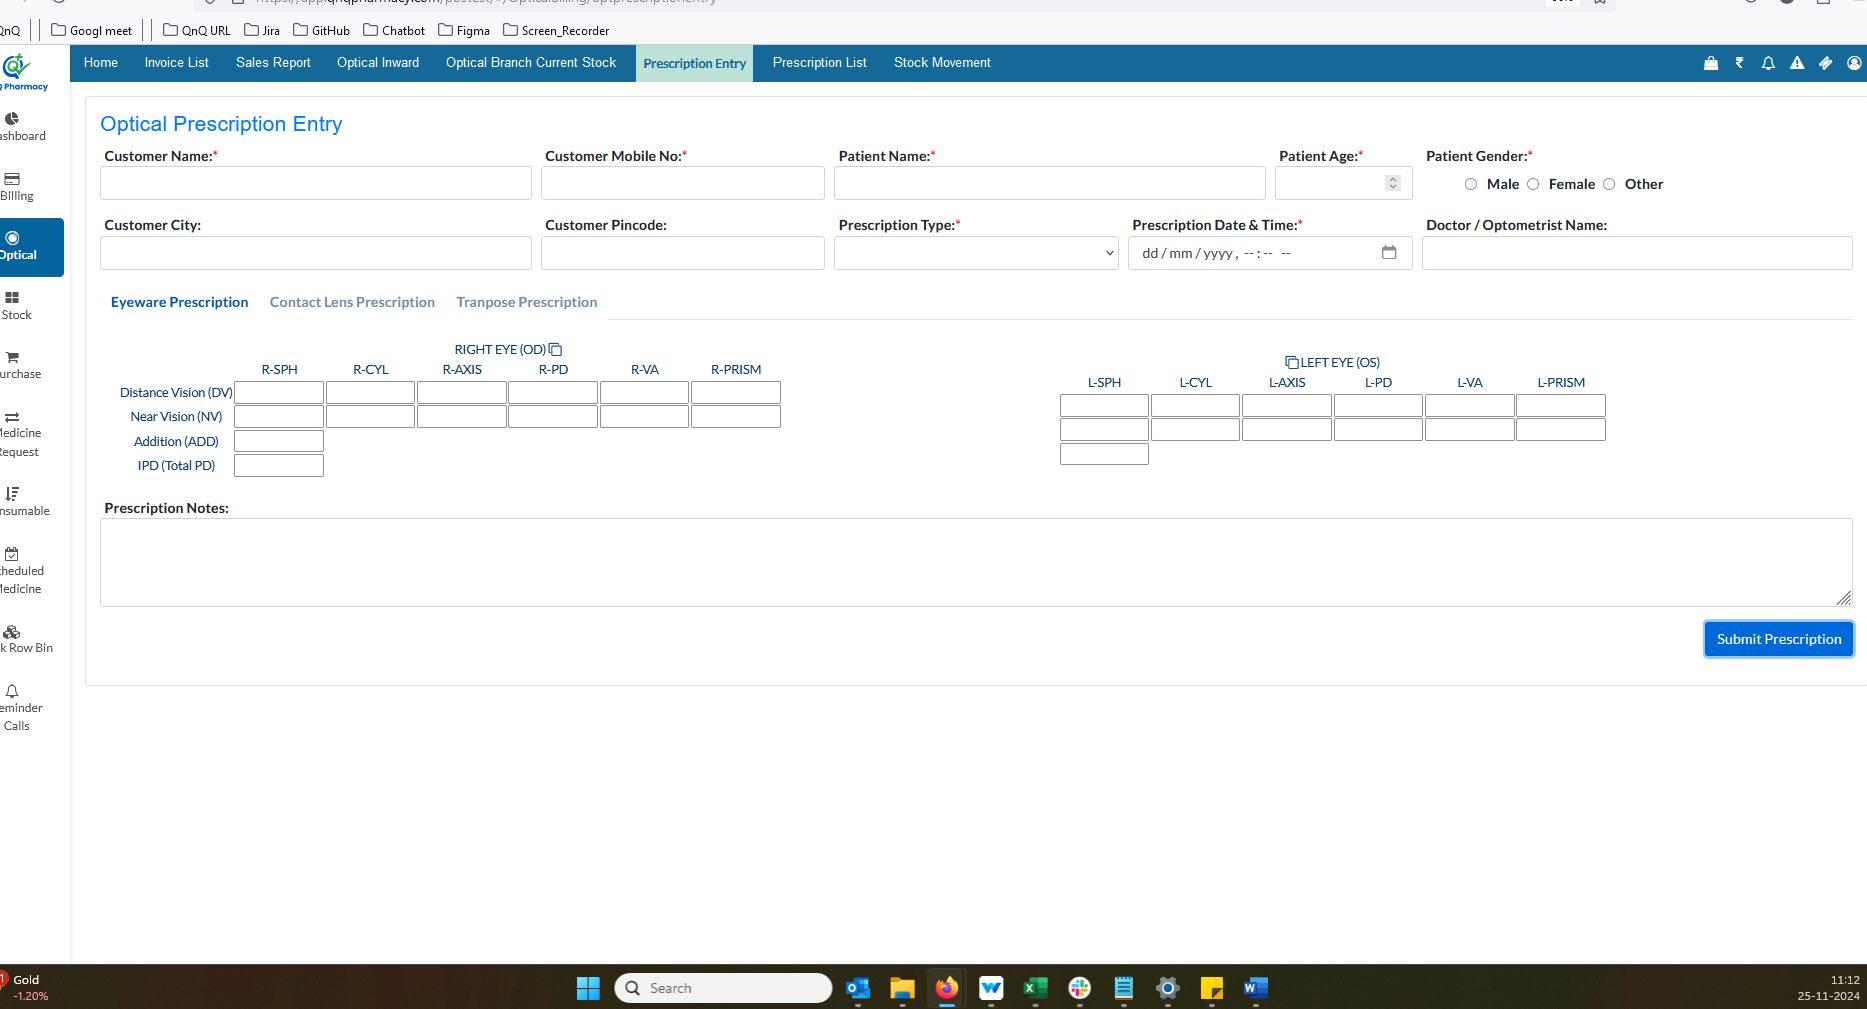 QnQ
Googl meet
QnQ URL
Jira
GitHub
Chatbot
Figma
Screen_Recorder
Pharmacy
Home
Invoice List
Sales Report
Optical Inward
Optical Branch Current Stock
Prescription Entry
Prescription List
Stock Movement
ashboard
Billing
Optical
Stock
urchase
Medicine
Request
nsumable
cheduled
Medicine
k Row Bin
eminder
Calls
Optical Prescription Entry
Customer Name:*
Customer Mobile No:*
Patient Name:*
Patient Age:*
Patient Gender:*
Male
Female
Other
Customer City:
Customer Pincode:
Prescription Type:*
Prescription Date & Time:*
Doctor / Optometrist Name:
dd / mm / yyyy, -- : -- --
Eyeware Prescription
Contact Lens Prescription
Tranpose Prescription
RIGHT EYE (OD)
R-SPH R-CYL R-AXIS R-PD R-VA R-PRISM
Distance Vision (DV)
Near Vision (NV)
Addition (ADD)
IPD (Total PD)
LEFT EYE (OS)
L-SPH L-CYL L-AXIS L-PD L-VA L-PRISM
Prescription Notes:
Submit Prescription
1
Gold
-1.20%
Search
11:12
25-11-2024